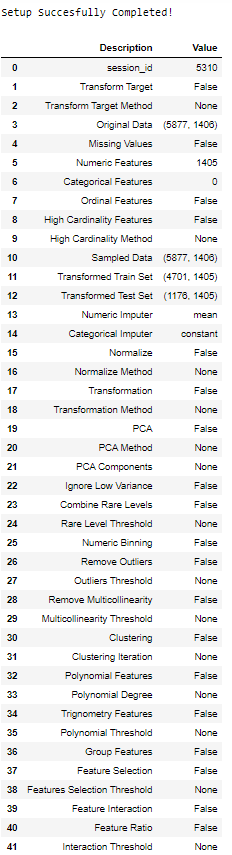 Setup Succesfully Completed!
Description Value
0 session_id 5310
1 Transform Target False
2 Transform Target Method None
3 Original Data (5877, 1406)
4 Missing Values False
5 Numeric Features 1405
6 Categorical Features 0
7 Ordinal Features False
8 High Cardinality Features False
9 High Cardinality Method None
10 Sampled Data (5877, 1406)
11 Transformed Train Set (4701, 1405)
12 Transformed Test Set (1176, 1405)
13 Numeric Imputer mean
14 Categorical Imputer constant
15 Normalize False
16 Normalize Method None
17 Transformation False
18 Transformation Method None
19 PCA False
20 PCA Method None
21 PCA Components None
22 Ignore Low Variance False
23 Combine Rare Levels False
24 Rare Level Threshold None
25 Numeric Binning False
26 Remove Outliers False
27 Outliers Threshold None
28 Remove Multicollinearity False
29 Multicollinearity Threshold None
30 Clustering False
31 Clustering Iteration None
32 Polynomial Features False
33 Polynomial Degree None
34 Trignometry Features False
35 Polynomial Threshold None
36 Group Features False
37 Feature Selection False
38 Features Selection Threshold None
39 Feature Interaction False
40 Feature Ratio False
41 Interaction Threshold None